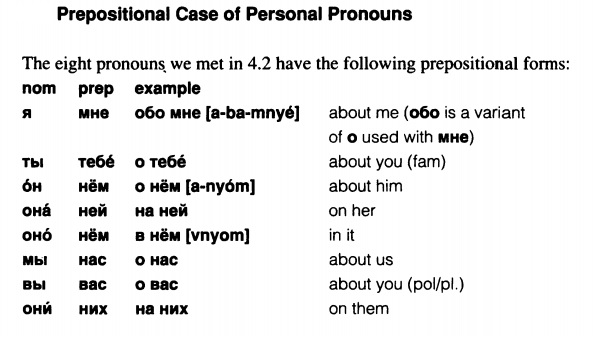 Prepositional Case of Personal Pronouns
The eight pronouns we met in 4.2 have the following prepositional forms:
nom prep example
я мне обо мне [a-ba-mnyé] about me (обо is a variant
of о used with мне)
ты тебé о тебé about you (fam)
óн нём о нём [a-nyóm] about him
онá ней на ней on her
онó нём в нём [vnyom] in it
мы нас о нас about us
вы вас о вас about you (pol/pl.)
они́ них на них on them